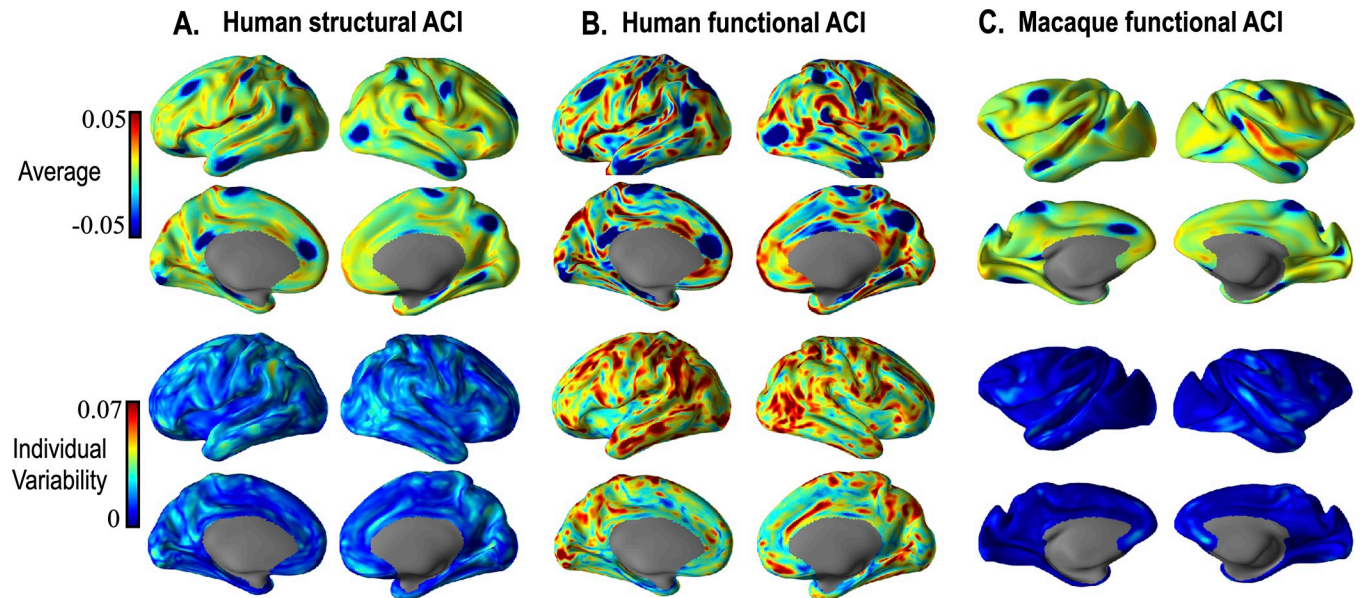 A. Human structural ACI
B. Human functional ACI
C. Macaque functional ACI
0.05
Average
-0.05
0.07
Individual
Variability
0